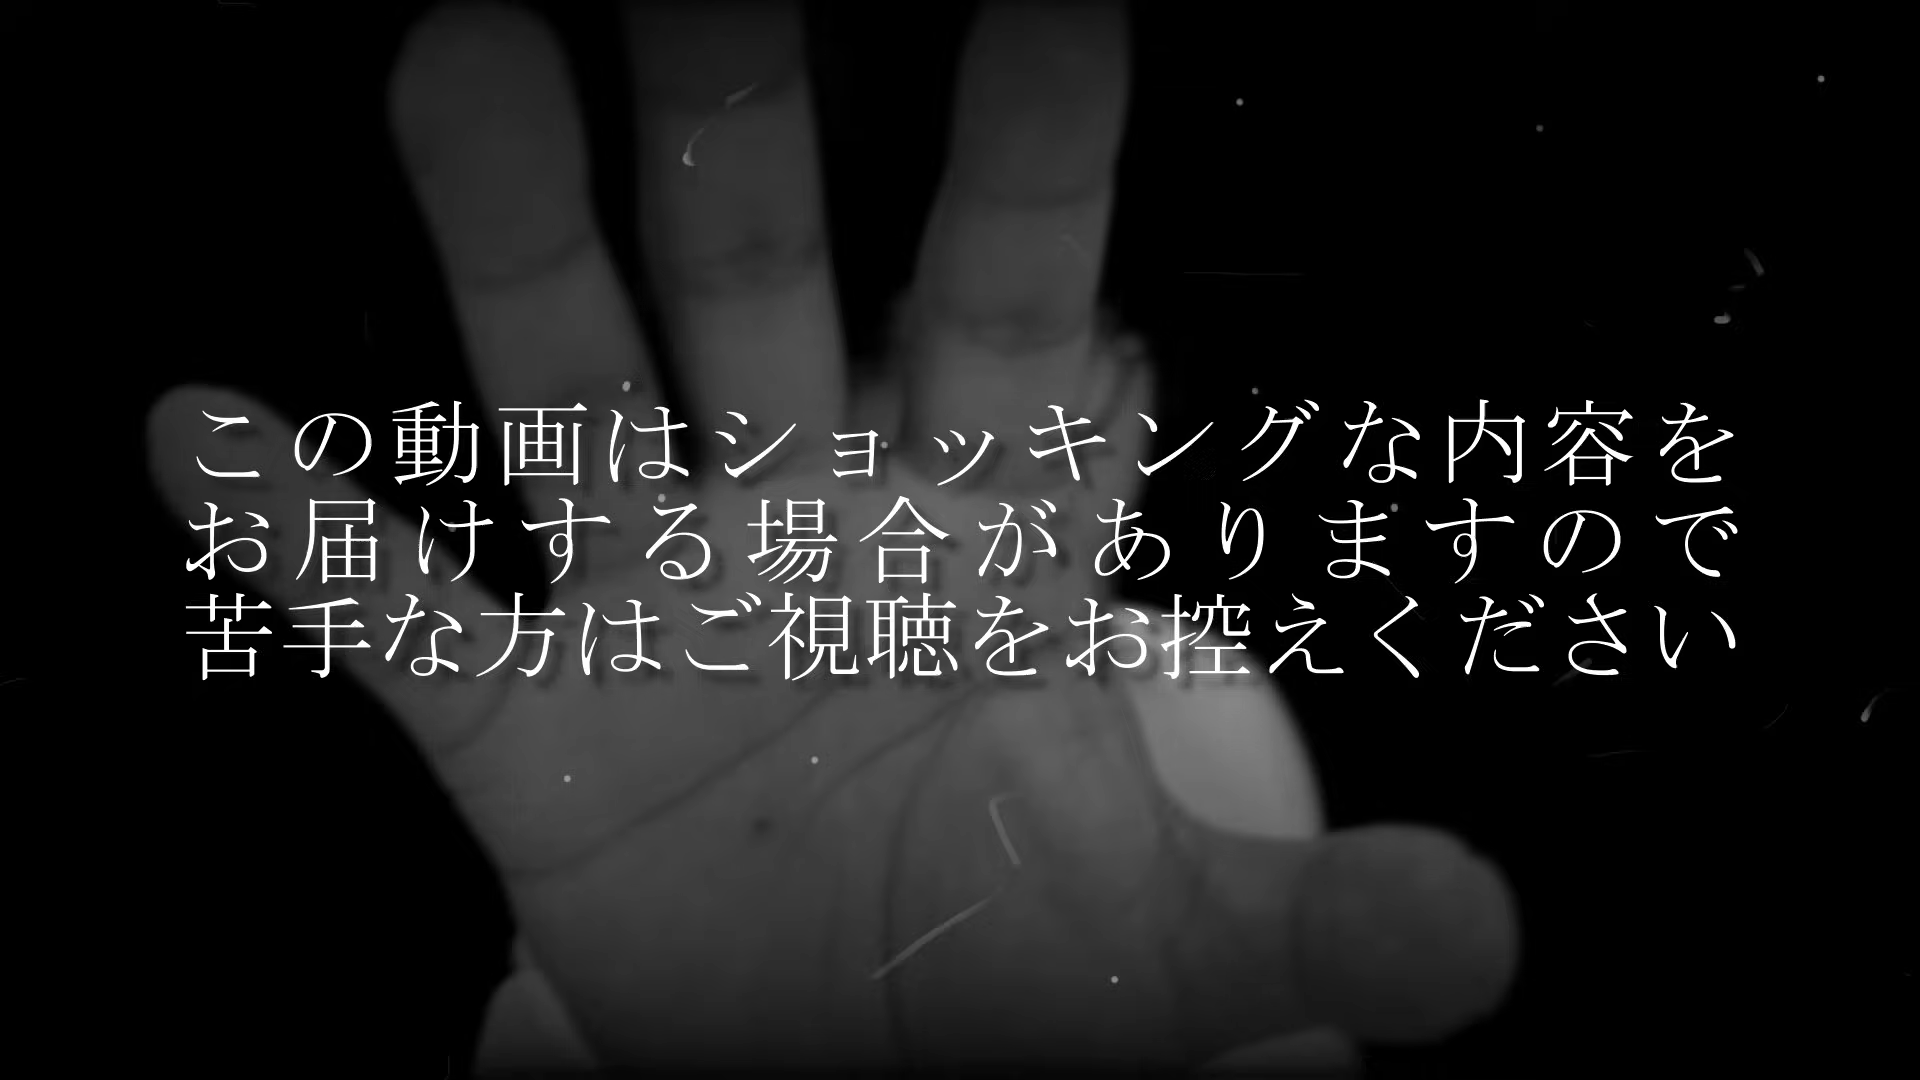 この動画はショッキングな内容を
お届けする場合がありますので
苦手な方はご視聴をお控えください